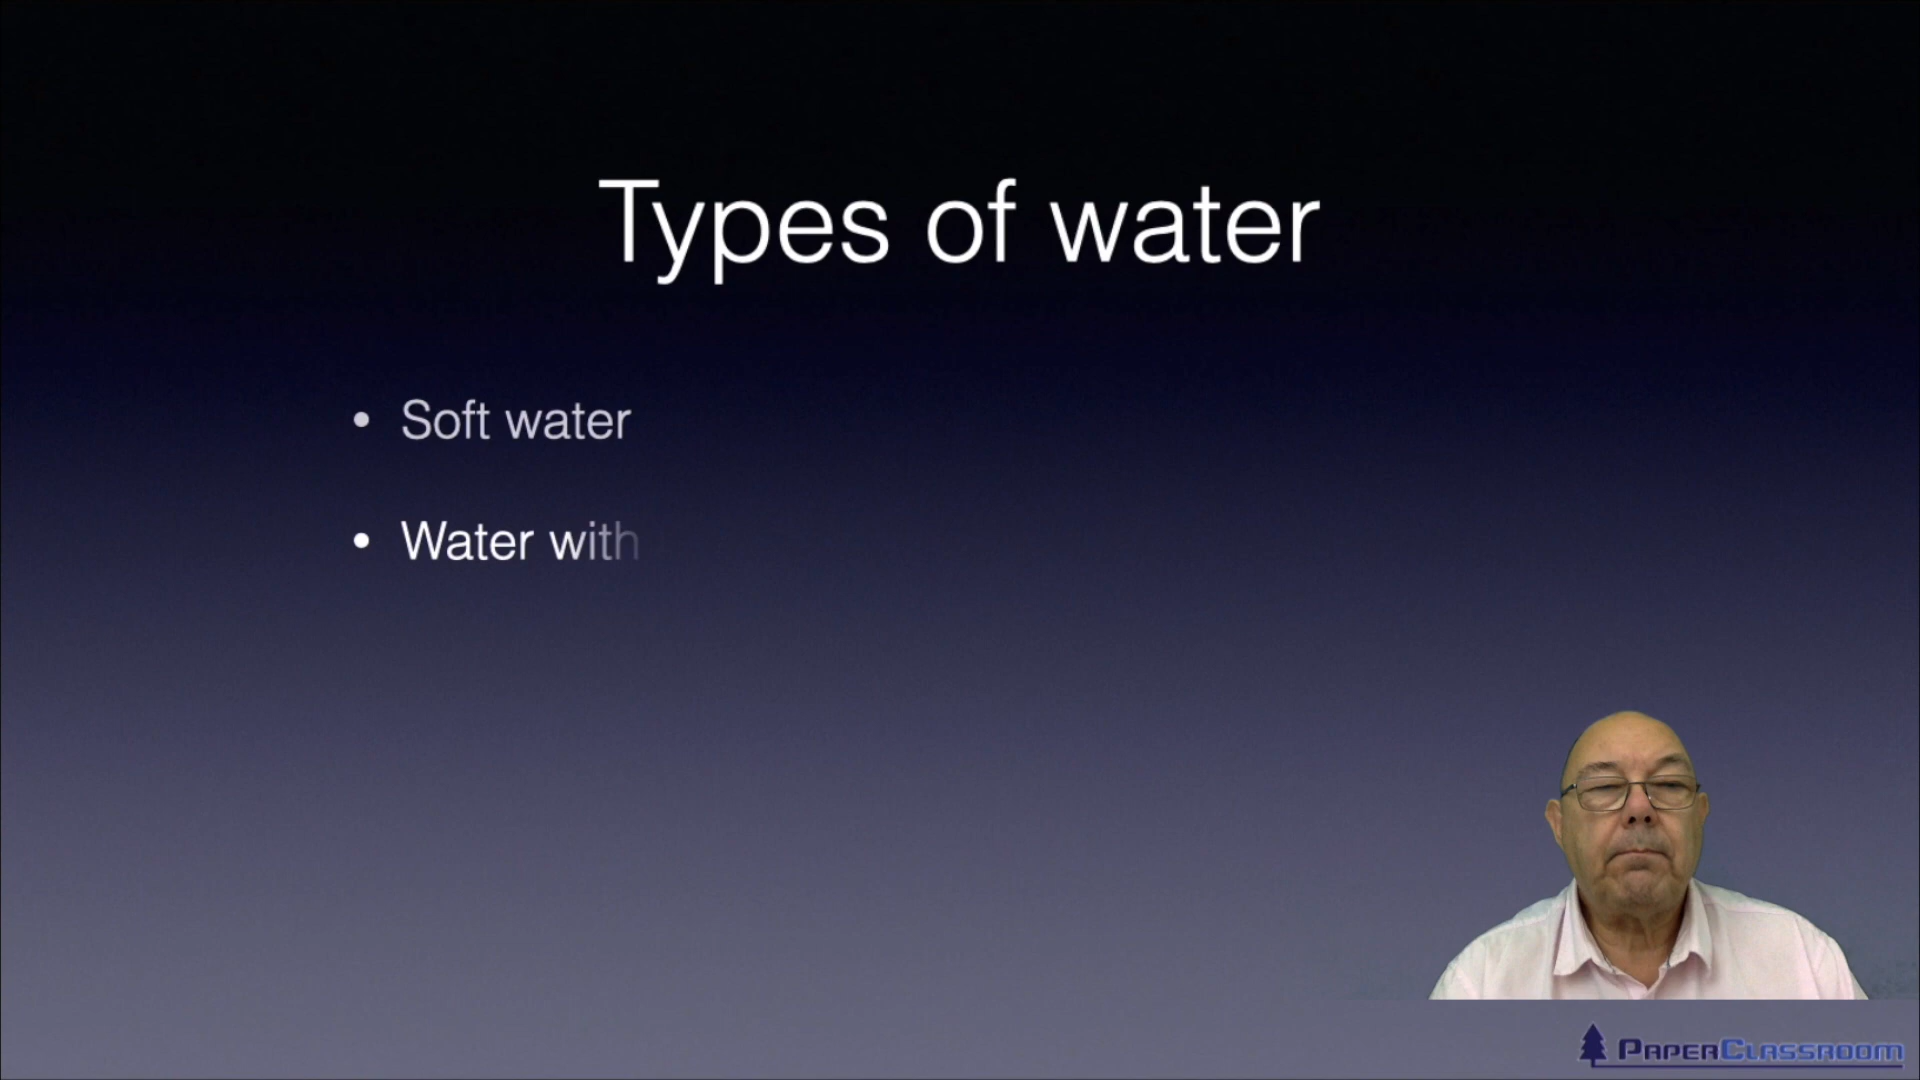 Types of water
• Soft water
• Water with
PaperClassroom